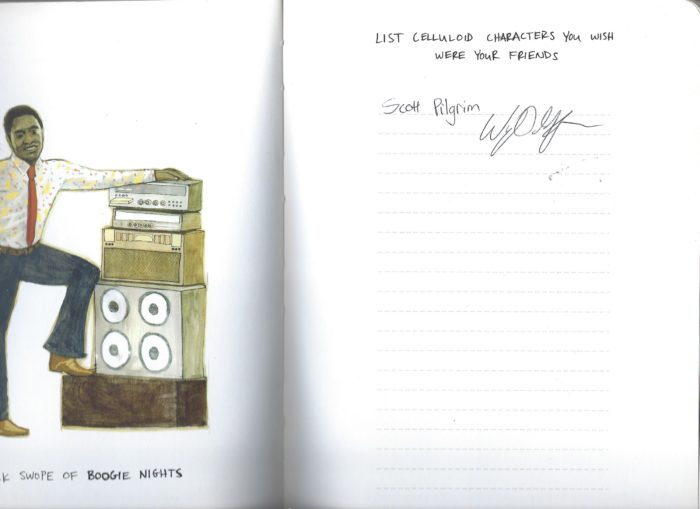 LIST CELLULOID CHARACTERS YOU WISH
WERE YOUR FRIENDS
Scott Pilgrim
K SWOPE OF BOOGIE NIGHTS